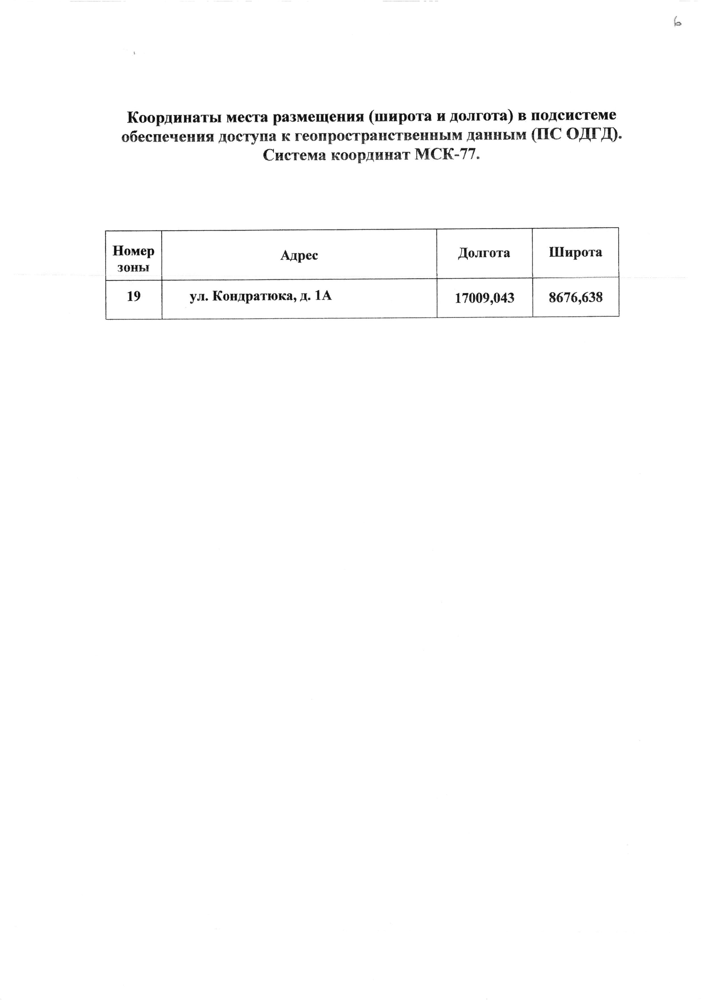 6
Координаты места размещения (широта и долгота) в подсистеме
обеспечения доступа к геопространственным данным (ПС ОДГД).
Система координат МСК-77.
Номер
зоны
Адрес
Долгота
Широта
19
ул. Кондратюка, д. 1А
17009,043
8676,638